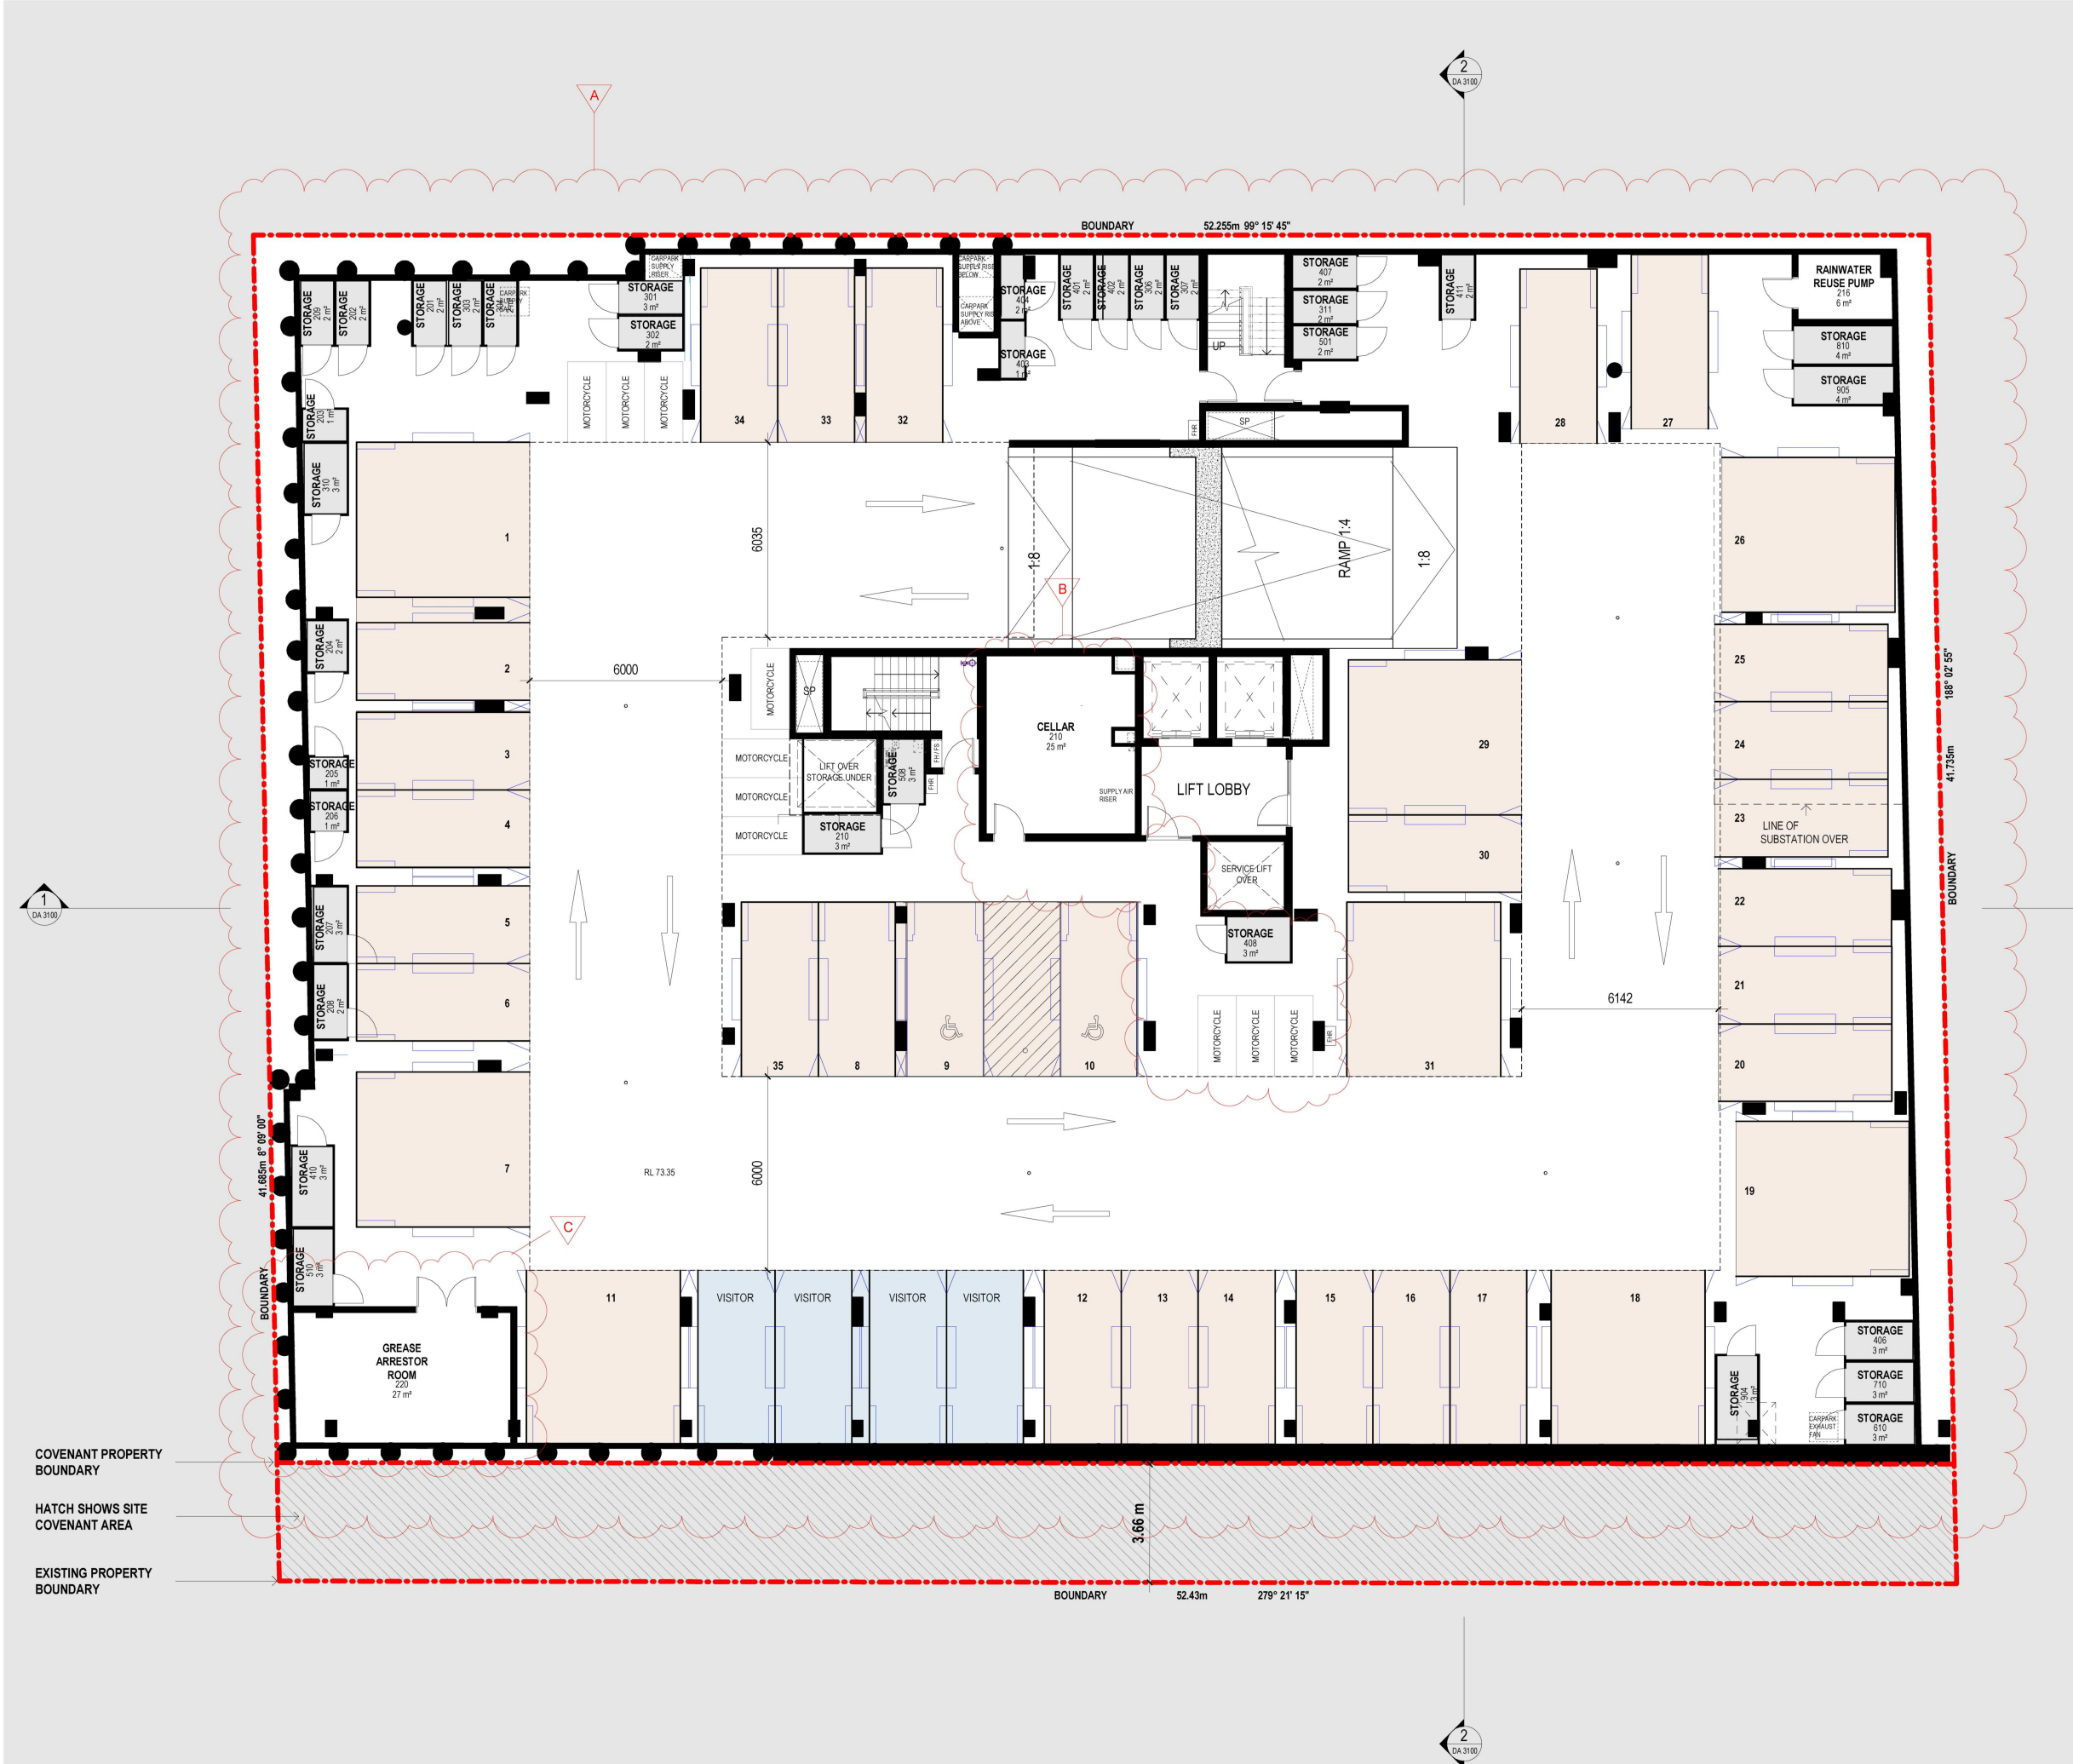 2
DA 3100
A
BOUNDARY 52.255m 99° 15' 45"
CARPARK
SUPPLY
RISER
CARPARK
SUPPLY RISE
BELOW
CARPARK
SUPPLY RIS
ABOVE
STORAGE
209
2 m²
STORAGE
202
2 m²
STORAGE
201
2 m²
STORAGE
303
2 m²
STORAGE
STORAGE
301
3 m²
STORAGE
302
2 m²
STORAGE
404
2 m²
STORAGE
403
1 m²
STORAGE
401
2 m²
STORAGE
402
2 m²
STORAGE
306
2 m²
STORAGE
307
2 m²
UP
STORAGE
407
2 m²
STORAGE
311
2 m²
STORAGE
501
2 m²
STORAGE
411
2 m²
RAINWATER
REUSE PUMP
216
6 m²
STORAGE
810
4 m²
STORAGE
905
4 m²
MOTORCYCLE
MOTORCYCLE
MOTORCYCLE
34
33
32
28
27
FHR
SP
STORAGE
203
1 m²
STORAGE
310
3 m²
1
6035
1:8
RAMP 1:4
1:8
26
B
STORAGE
204
2 m²
2
6000
MOTORCYCLE
SP
CELLAR
210
25 m²
25
188° 02' 55"
41.735m
BOUNDARY
3
STORAGE
205
1 m²
STORAGE
206
1 m²
4
MOTORCYCLE
MOTORCYCLE
MOTORCYCLE
LIFT OVER
STORAGE UNDER
STORAGE
508
3 m²
FH / FS
FHR
STORAGE
210
3 m²
SUPPLY AIR
RISER
LIFT LOBBY
29
30
24
23
LINE OF
SUBSTATION OVER
SERVICE LIFT
OVER
1
DA 3100
STORAGE
207
3 m²
5
STORAGE
208
2 m²
6
STORAGE
408
3 m²
22
21
20
6142
MOTORCYCLE
MOTORCYCLE
MOTORCYCLE
FHR
35
8
9
10
31
41.685m 8° 09' 00"
BOUNDARY
STORAGE
410
3 m²
7
RL 73.35
6000
19
C
STORAGE
510
3 m²
11
VISITOR
VISITOR
VISITOR
VISITOR
12
13
14
15
16
17
18
GREASE
ARRESTOR
ROOM
220
27 m²
STORAGE
904
3 m²
STORAGE
406
3 m²
STORAGE
710
3 m²
STORAGE
610
3 m²
CARPARK
EXHAUST
FAN
COVENANT PROPERTY
BOUNDARY
HATCH SHOWS SITE
COVENANT AREA
3.66 m
EXISTING PROPERTY
BOUNDARY
BOUNDARY 52.43m 279° 21' 15"
2
DA 3100